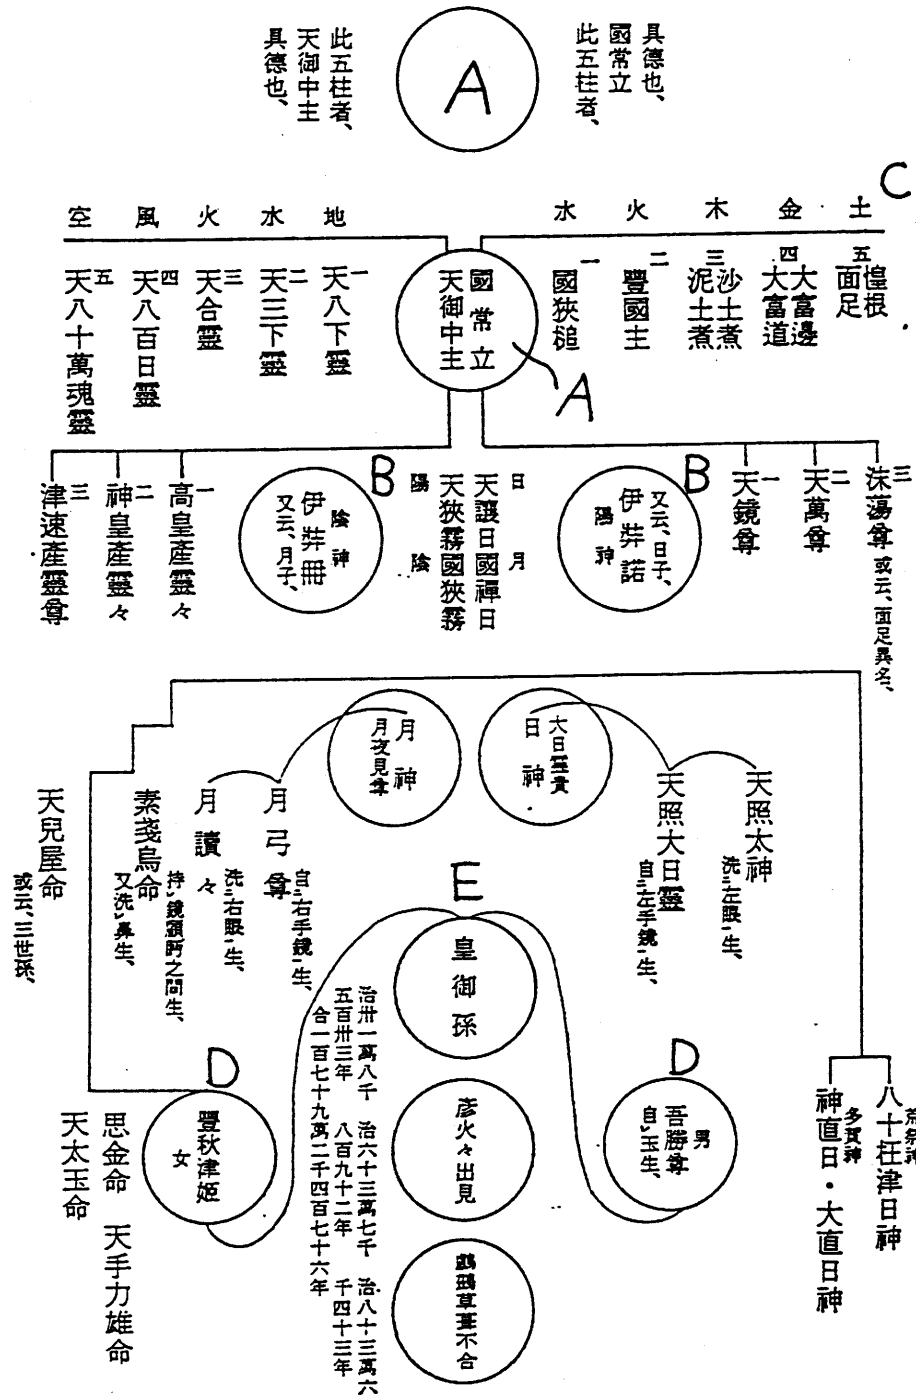 A
具德也、
國常立
此五柱者、
此五柱者、
天御中主
具德也、
C
土
金
木
火
水
地
水
火
風
空
五
惶根
面足
四
大富邊
大富道
三
沙土煮
泥土煮
二
豐國主
一
國狹槌
國常立
天御中主
A
一
天八下靈
二
天三下靈
三
天合靈
四
天八百日靈
五
天八十萬魂靈
三
沫蕩尊 或云、面足異名、
二
天萬尊
一
天鏡尊
B
又云、日子、
伊弉諾
陽神
日 月
天讓日國禪日
天狹霧國狹霧
陽 陰
B
陰神
伊弉冊
又云、月子、
一
高皇產靈々
二
神皇產靈々
三
津速產靈尊
大日靈貴
日神
月神
月夜見尊
天照太神
洗二左眼一生、
天照大日靈
自二左手鏡一生、
月弓尊
自二右手鏡一生、
月讀々
洗二右眼一生、
素戔烏命
持レ鏡顧眄之間生、
又洗レ鼻生、
天兒屋命
或云、三世孫、
E
皇御孫
彥火々出見
鸕鷀草葺不合
治卅一萬八千 治六十三萬七千 治八十三萬六
五百卅三年 八百九十二年 千四十三年
合一百七十九萬二千四百七十六年
D
男
吾勝尊
自レ玉生、
D
豐秋津姬
女
荒祭神
八十枉津日神
多賀神
神直日・大直日神
思金命 天手力雄命
天太玉命